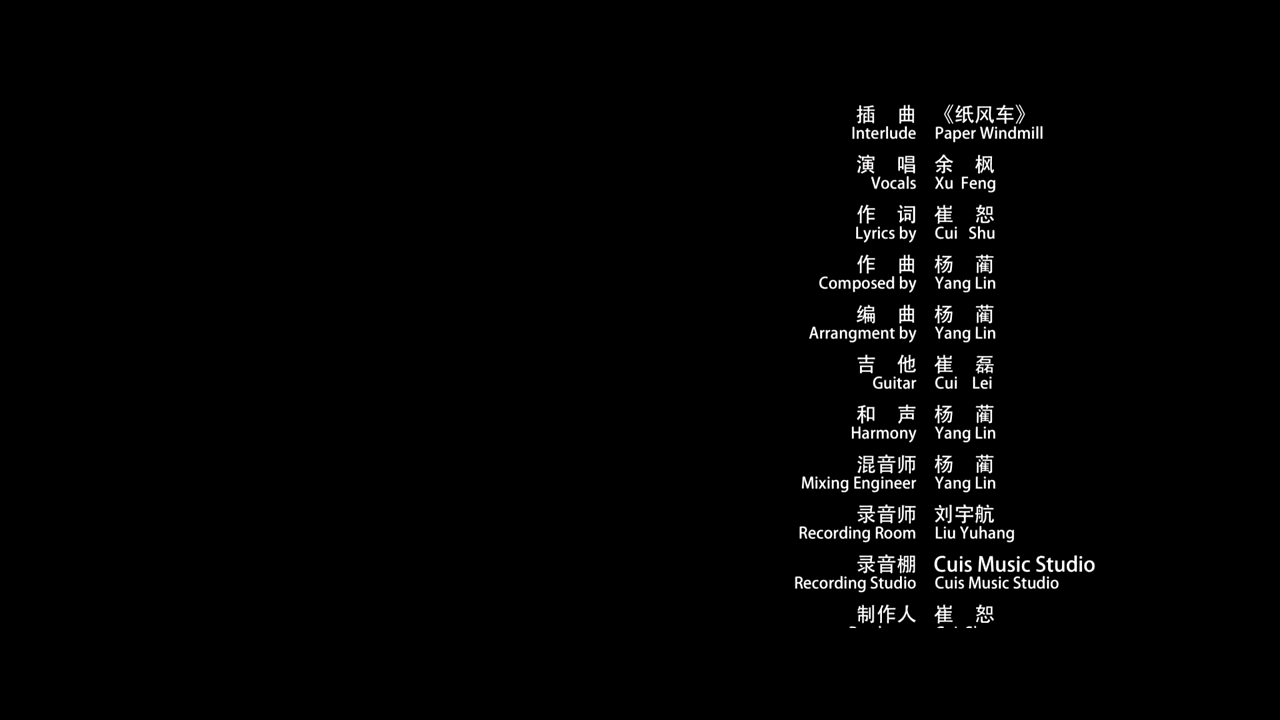 插 曲 《纸风车》
Interlude Paper Windmill
演 唱 余 枫
Vocals Xu Feng
作 词 崔 恕
Lyrics by Cui Shu
作 曲 杨 蔺
Composed by Yang Lin
编 曲 杨 蔺
Arrangment by Yang Lin
吉 他 崔 磊
Guitar Cui Lei
和 声 杨 蔺
Harmony Yang Lin
混音师 杨 蔺
Mixing Engineer Yang Lin
录音师 刘宇航
Recording Room Liu Yuhang
录音棚 Cuis Music Studio
Recording Studio Cuis Music Studio
制作人 崔 恕